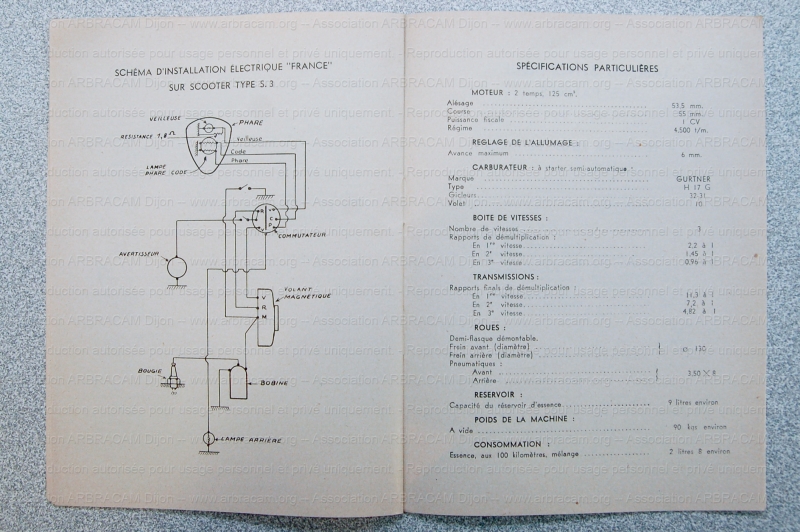 SCHÉMA D'INSTALLATION ÉLECTRIQUE "FRANCE"
SUR SCOOTER TYPE S.3
VEILLEUSE
PHARE
RÉSISTANCE 1,8 Ω
Veilleuse
Code
Phare
LAMPE
PHARE CODE
COMMUTATEUR
AVERTISSEUR
VOLANT
MAGNÉTIQUE
V
R
M
BOUGIE
BOBINE
LAMPE ARRIÈRE
SPÉCIFICATIONS PARTICULIÈRES
MOTEUR : 2 temps, 125 cm³.
Alésage 53,5 mm.
Course 55 mm.
Puissance fiscale 1 CV
Régime 4.500 t/m.
REGLAGE DE L'ALLUMAGE :
Avance maximum 6 mm.
CARBURATEUR : à starter semi-automatique.
Marque GURTNER
Type H 17 G
Gicleurs 32-31
Volet 10
BOITE DE VITESSES :
Nombre de vitesses 3
Rapports de démultiplication :
En 1re vitesse 2,2 à 1
En 2e vitesse 1,45 à 1
En 3e vitesse 0,96 à 1
TRANSMISSIONS :
Rapports finals de démultiplication :
En 1re vitesse 11,3 à 1
En 2e vitesse 7,2 à 1
En 3e vitesse 4,82 à 1
ROUES :
Demi-flasque démontable.
Frein avant (diamètre)
Frein arrière (diamètre) 130
Pneumatiques :
Avant
Arrière 3.50 X 8
RESERVOIR :
Capacité du réservoir d'essence 9 litres environ
POIDS DE LA MACHINE :
A vide 90 kgs environ
CONSOMMATION :
Essence, aux 100 kilomètres, mélange 2 litres 8 environ